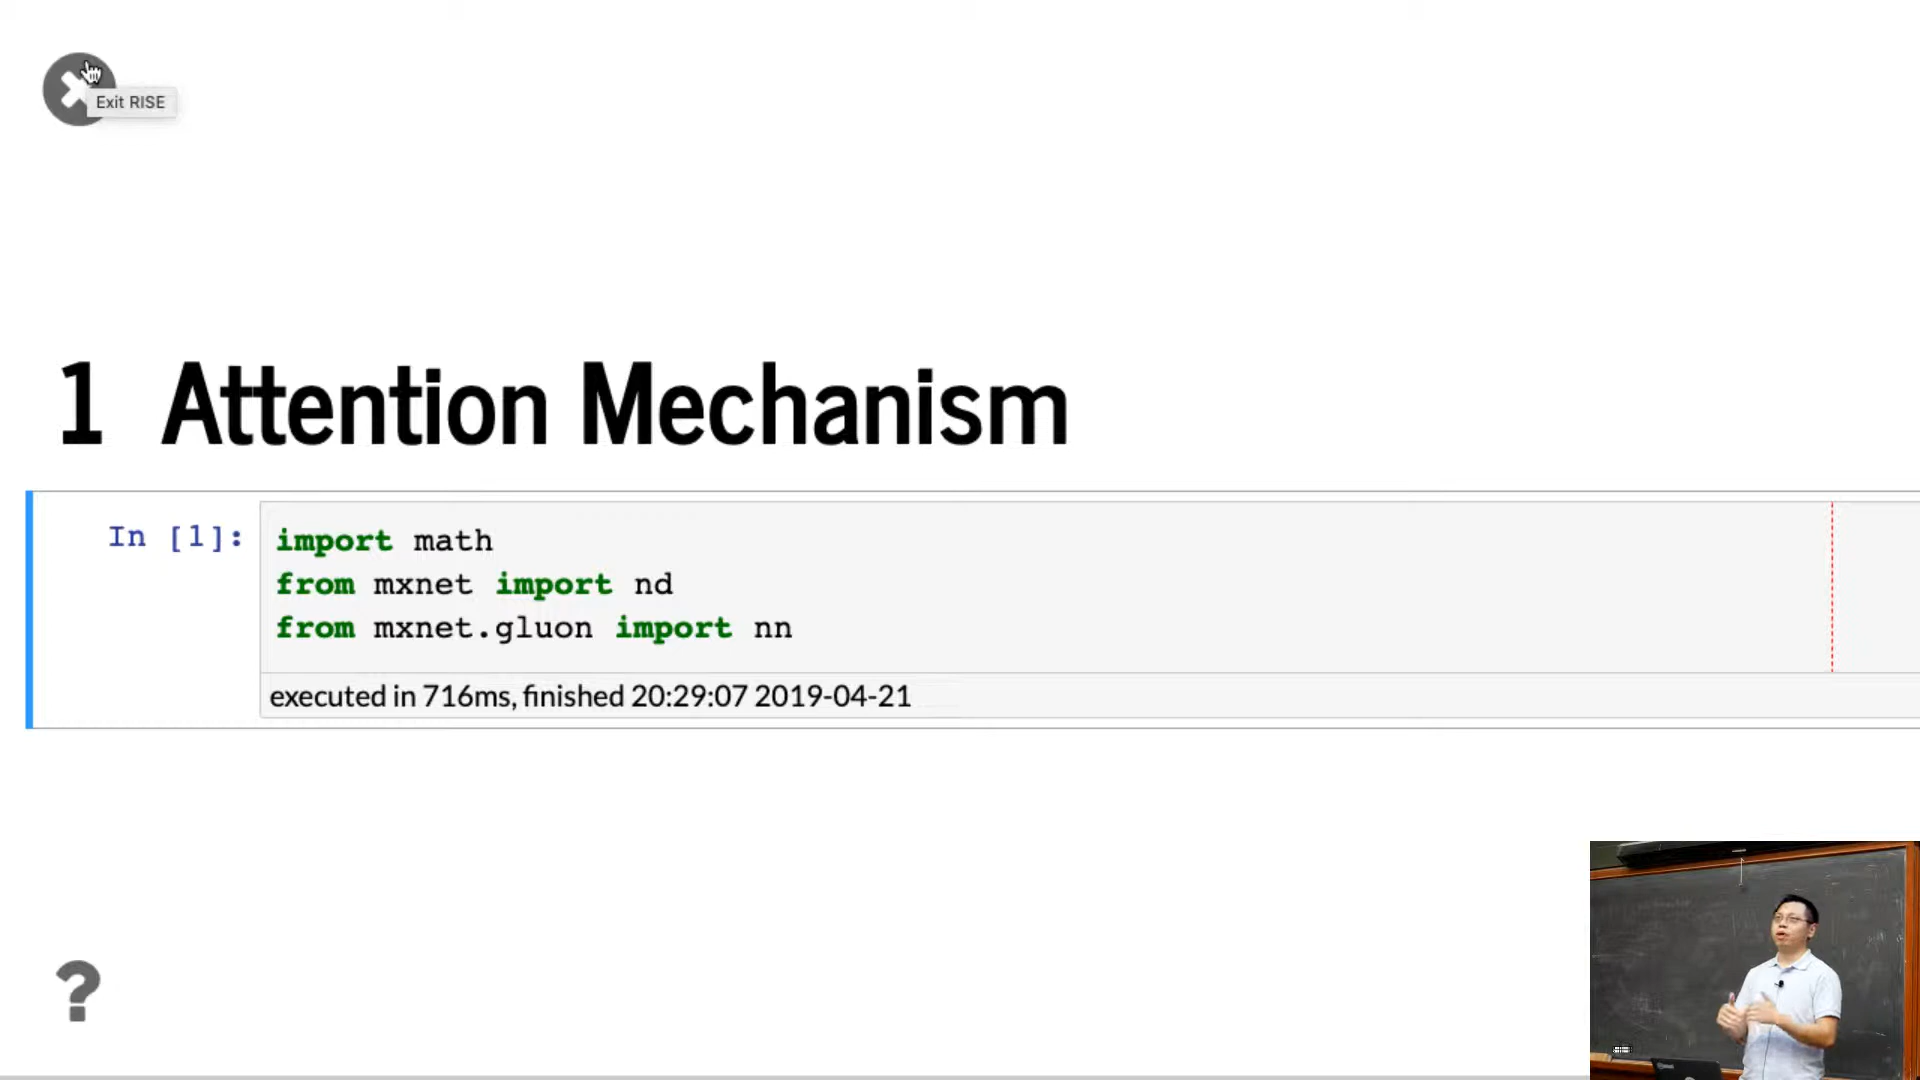 Exit RISE
1 Attention Mechanism
In [1]:
import math
from mxnet import nd
from mxnet.gluon import nn
executed in 716ms, finished 20:29:07 2019-04-21
?